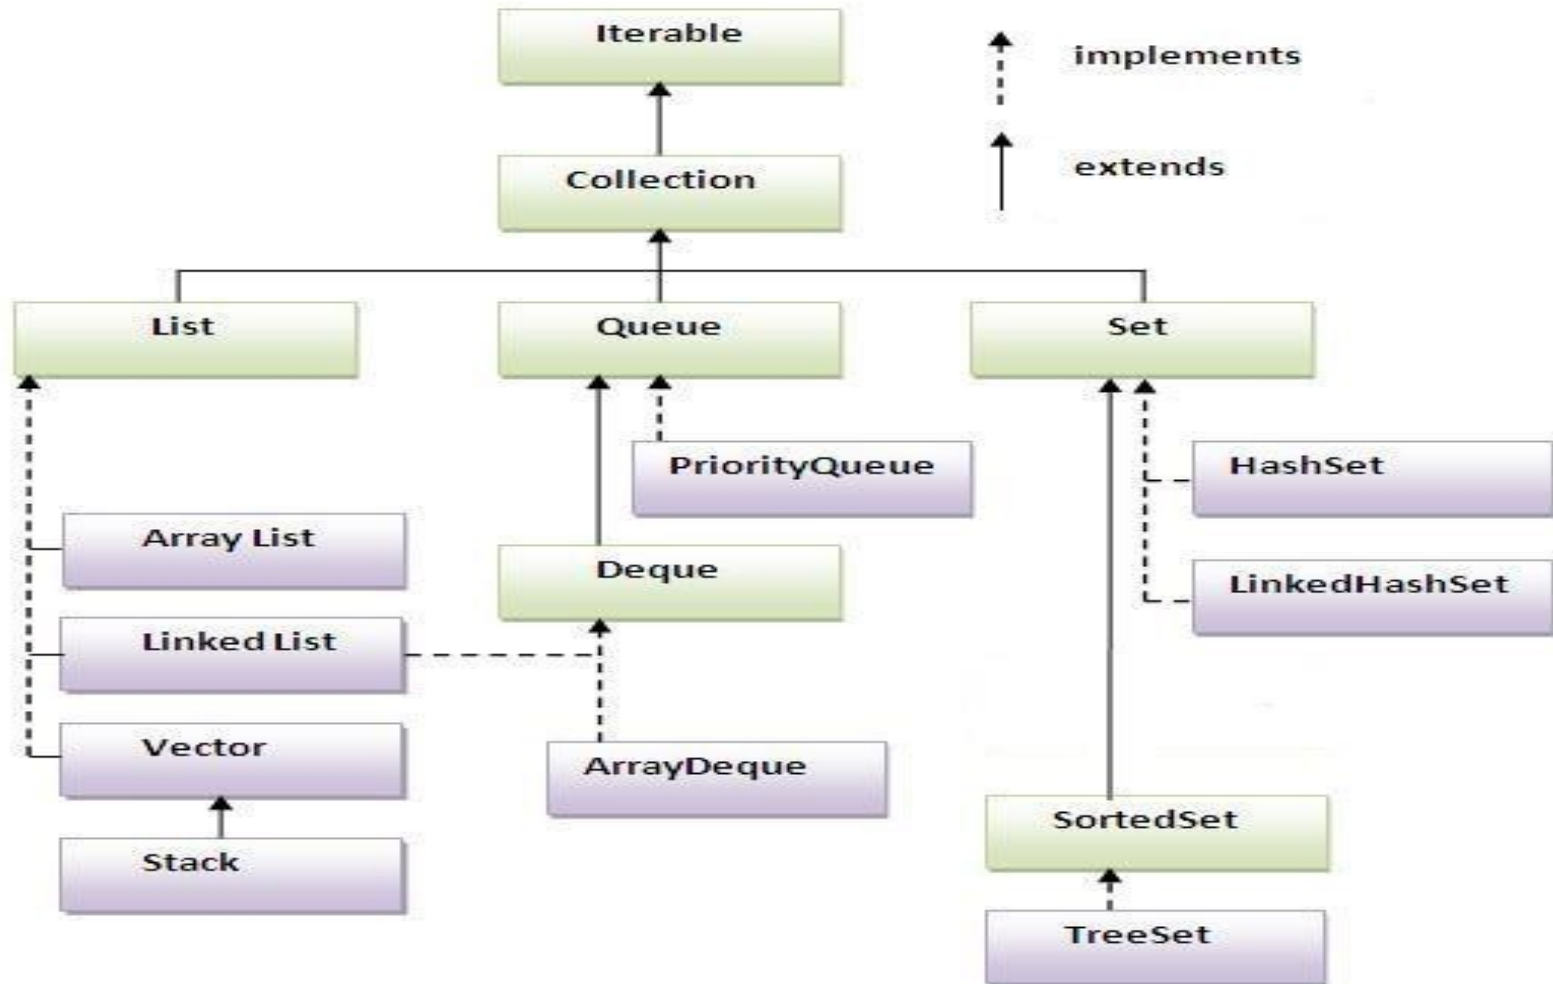 Iterable
implements
Collection
extends
List
Queue
Set
PriorityQueue
HashSet
Array List
Deque
LinkedHashSet
Linked List
Vector
ArrayDeque
SortedSet
Stack
TreeSet